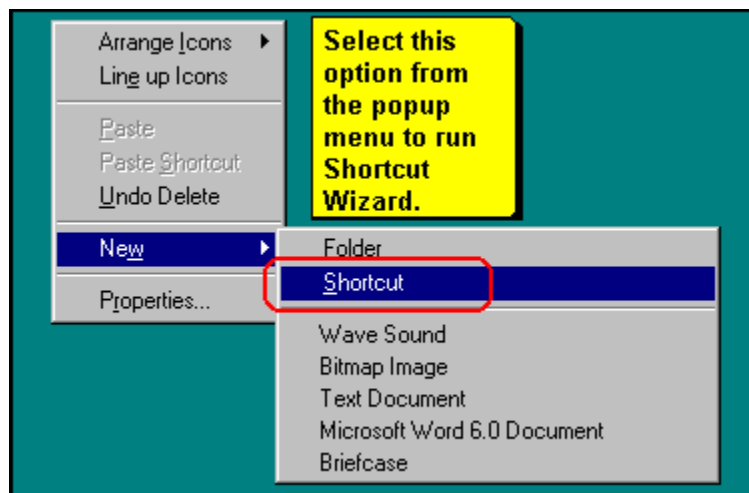 Arrange Icons
Line up Icons
Paste
Paste Shortcut
Undo Delete
New
Properties...
Select this
option from
the popup
menu to run
Shortcut
Wizard.
Folder
Shortcut
Wave Sound
Bitmap Image
Text Document
Microsoft Word 6.0 Document
Briefcase